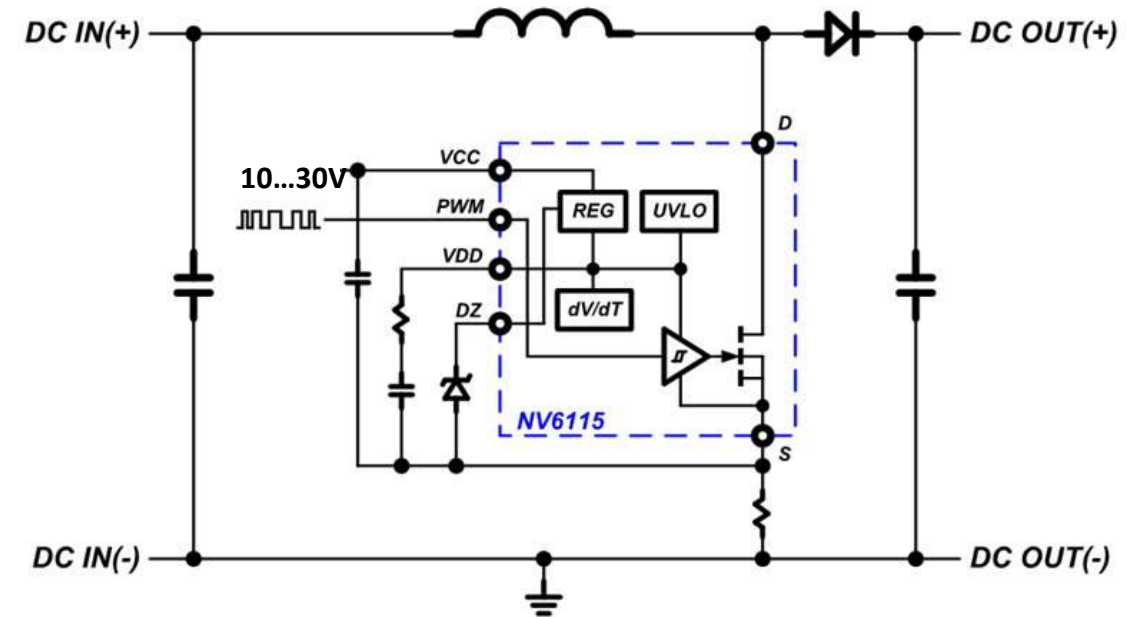 DC IN(+)
DC OUT(+)
D
VCC
10...30V
REG
UVLO
PWM
VDD
dV/dT
DZ
NV6115
S
DC IN(-)
DC OUT(-)